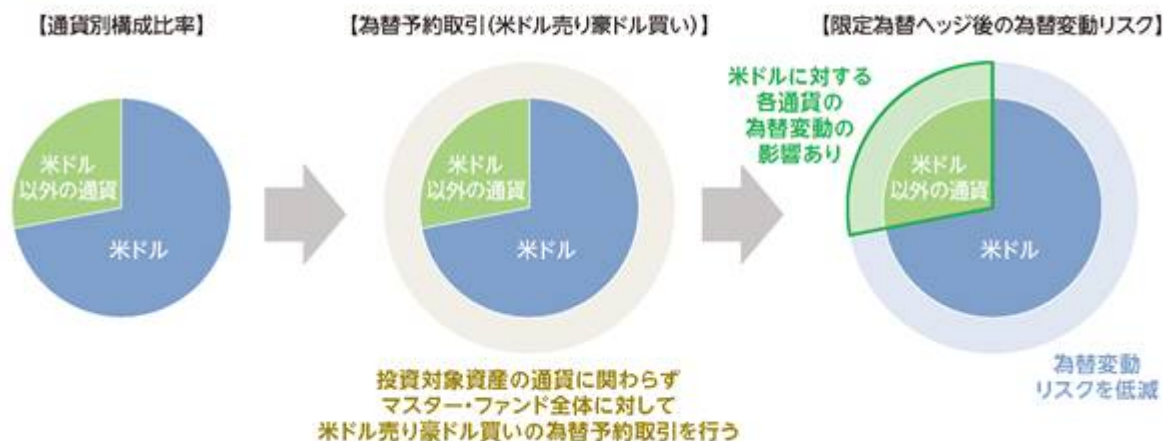 【通貨別構成比率】
【為替予約取引(米ドル売り豪ドル買い)】
【限定為替ヘッジ後の為替変動リスク】
米ドル
以外の通貨
米ドル
米ドル
以外の通貨
米ドル
投資対象資産の通貨に関わらず
マスター・ファンド全体に対して
米ドル売り豪ドル買いの為替予約取引を行う
米ドルに対する
各通貨の
為替変動の
影響あり
米ドル
以外の通貨
米ドル
為替変動
リスクを低減